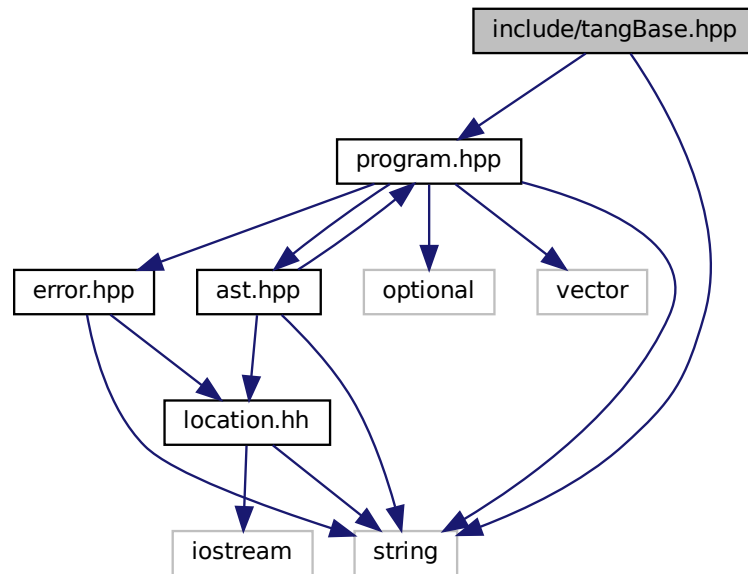 include/tangBase.hpp
program.hpp
error.hpp
ast.hpp
optional
vector
location.hh
iostream
string